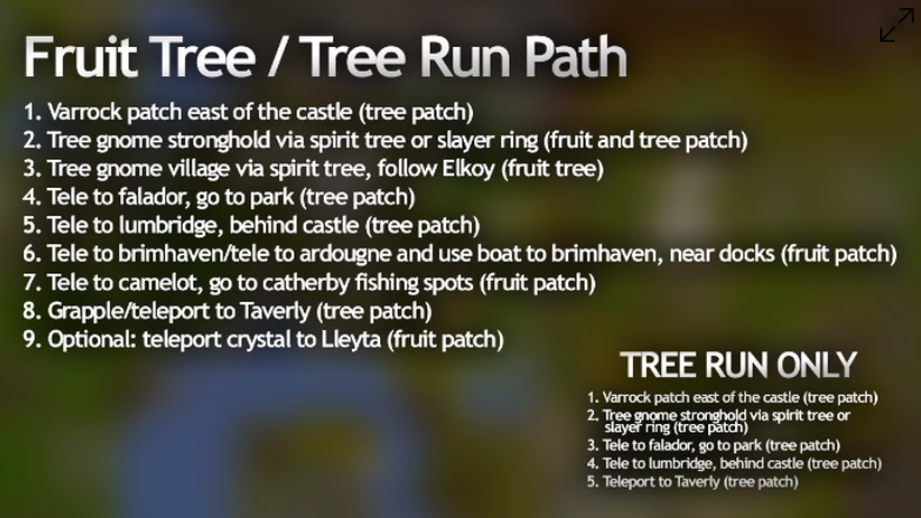 Fruit Tree / Tree Run Path
1. Varrock patch east of the castle (tree patch)
2. Tree gnome stronghold via spirit tree or slayer ring (fruit and tree patch)
3. Tree gnome village via spirit tree, follow Elkoy (fruit tree)
4. Tele to falador, go to park (tree patch)
5. Tele to lumbridge, behind castle (tree patch)
6. Tele to brimhaven/tele to ardougne and use boat to brimhaven, near docks (fruit patch)
7. Tele to camelot, go to catherby fishing spots (fruit patch)
8. Grapple/teleport to Taverly (tree patch)
9. Optional: teleport crystal to Lleyta (fruit patch)
TREE RUN ONLY
1. Varrock patch east of the castle (tree patch)
2. Tree gnome stronghold via spirit tree or
slayer ring (tree patch)
3. Tele to falador, go to park (tree patch)
4. Tele to lumbridge, behind castle (tree patch)
5. Teleport to Taverly (tree patch)